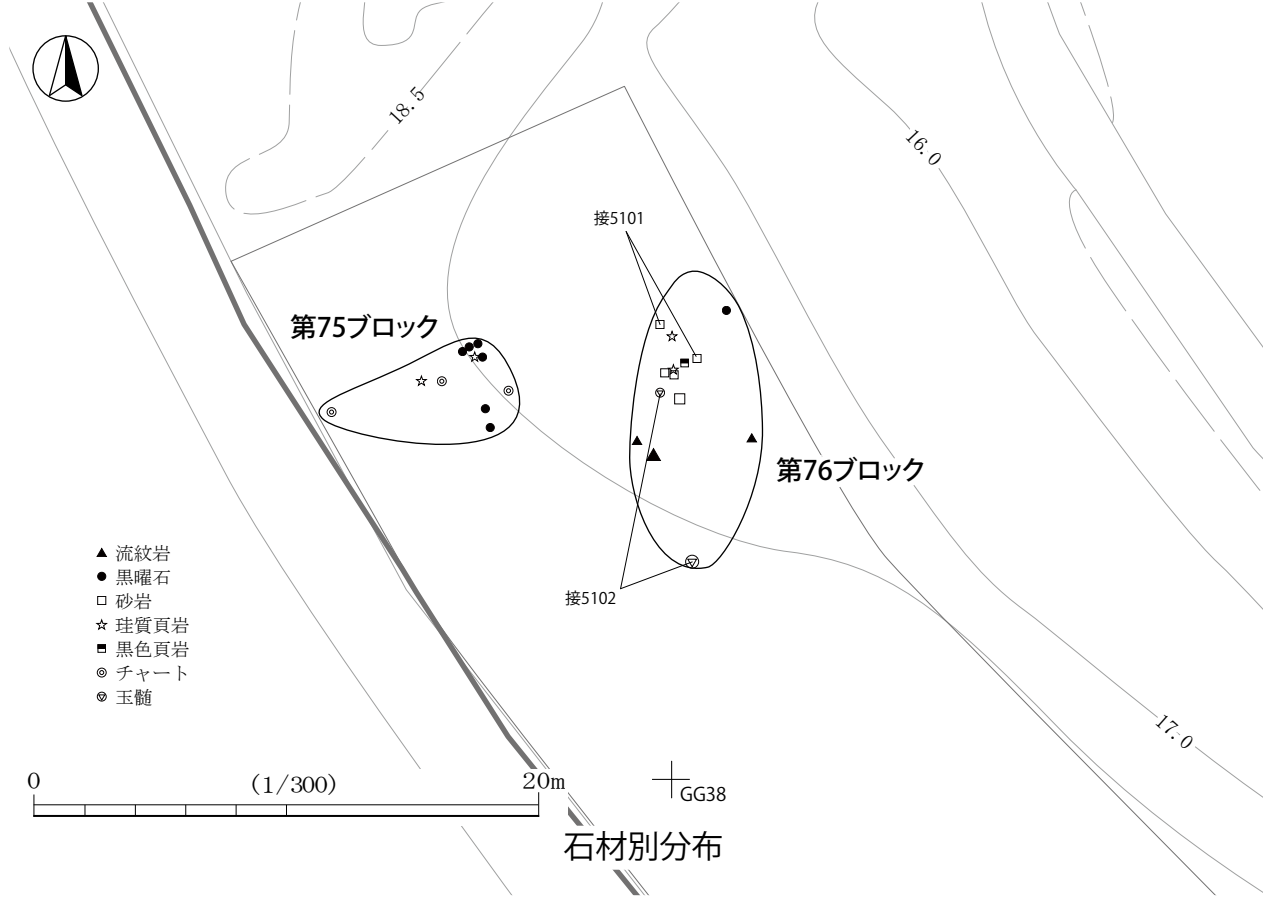 18.5
16.0
接5101
第75ブロック
第76ブロック
流紋岩
黒曜石
砂岩
珪質頁岩
黒色頁岩
チャート
玉髄
接5102
17.0
0 (1/300) 20m
GG38
石材別分布